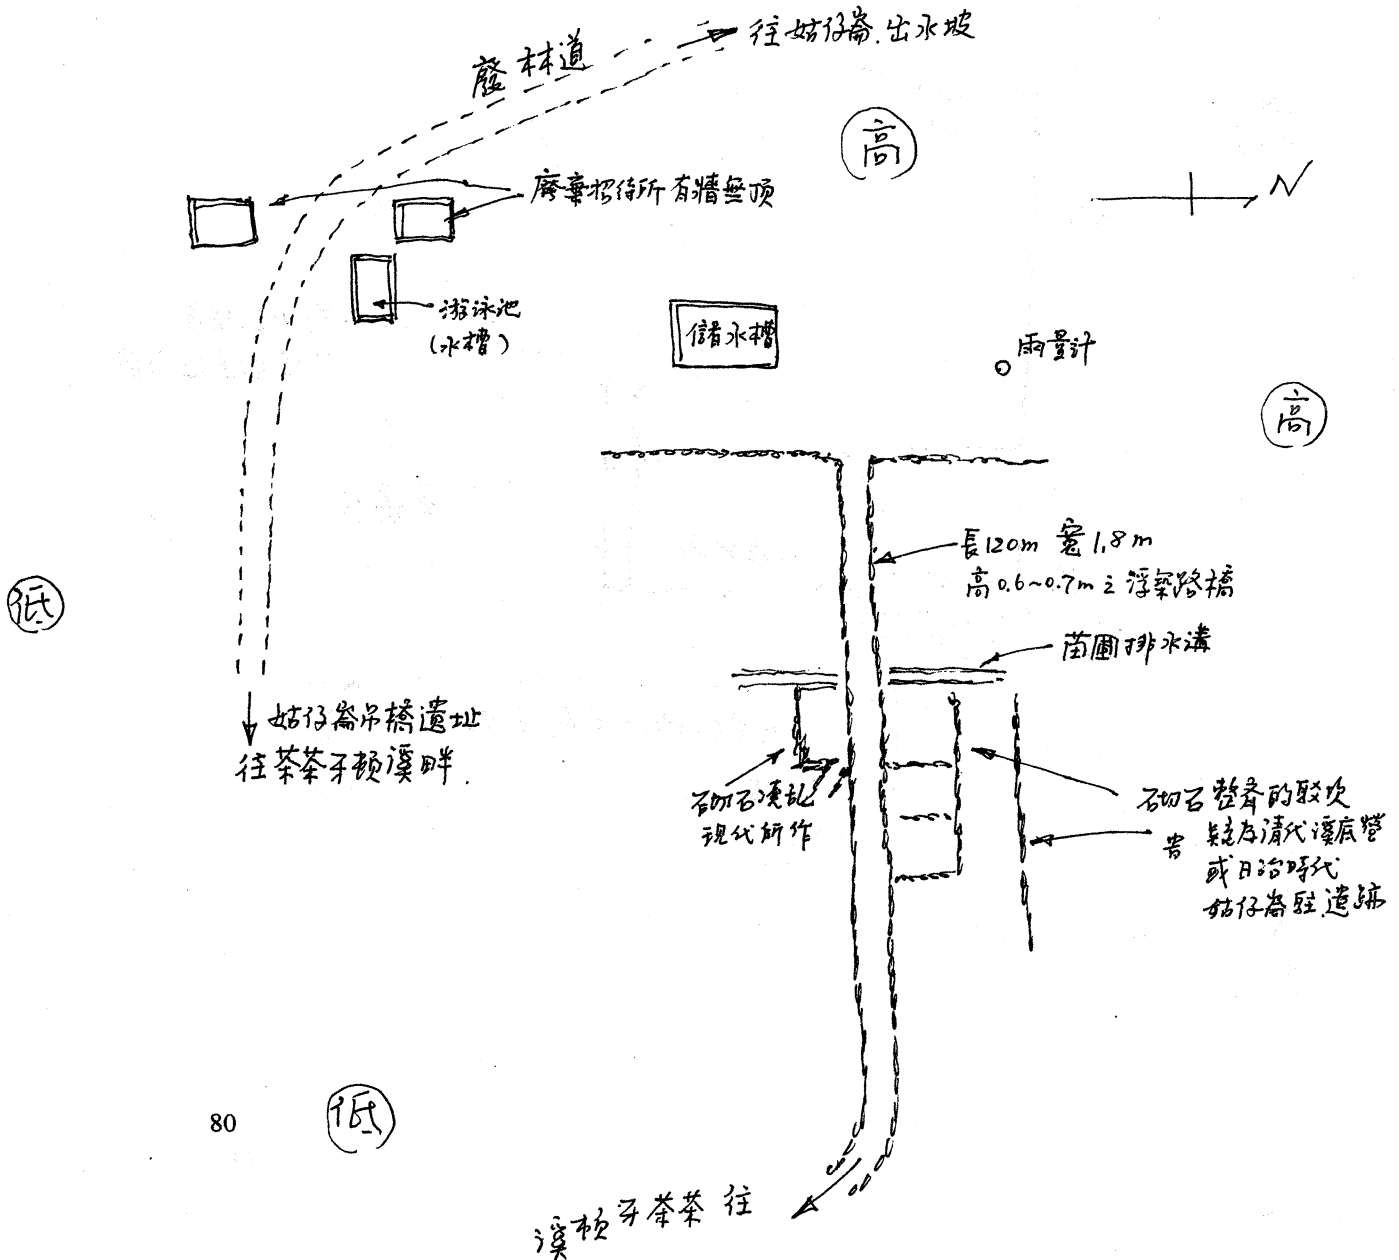 廢林道
往姑仔崙.出水坡
高
廢棄招待所有牆無頂
N
游泳池
(水槽)
儲水槽
雨量計
高
長120m 寬1.8m
高0.6~0.7m之浮築路橋
低
苗圃排水溝
姑仔崙吊橋遺址
往茶茶牙頓溪畔.
砌石凌乱
現代所作
砌石整齊的駁坎
皆疑為清代溪底營
或日治時代
姑仔崙駐.遺跡
80
低
往茶茶牙頓溪